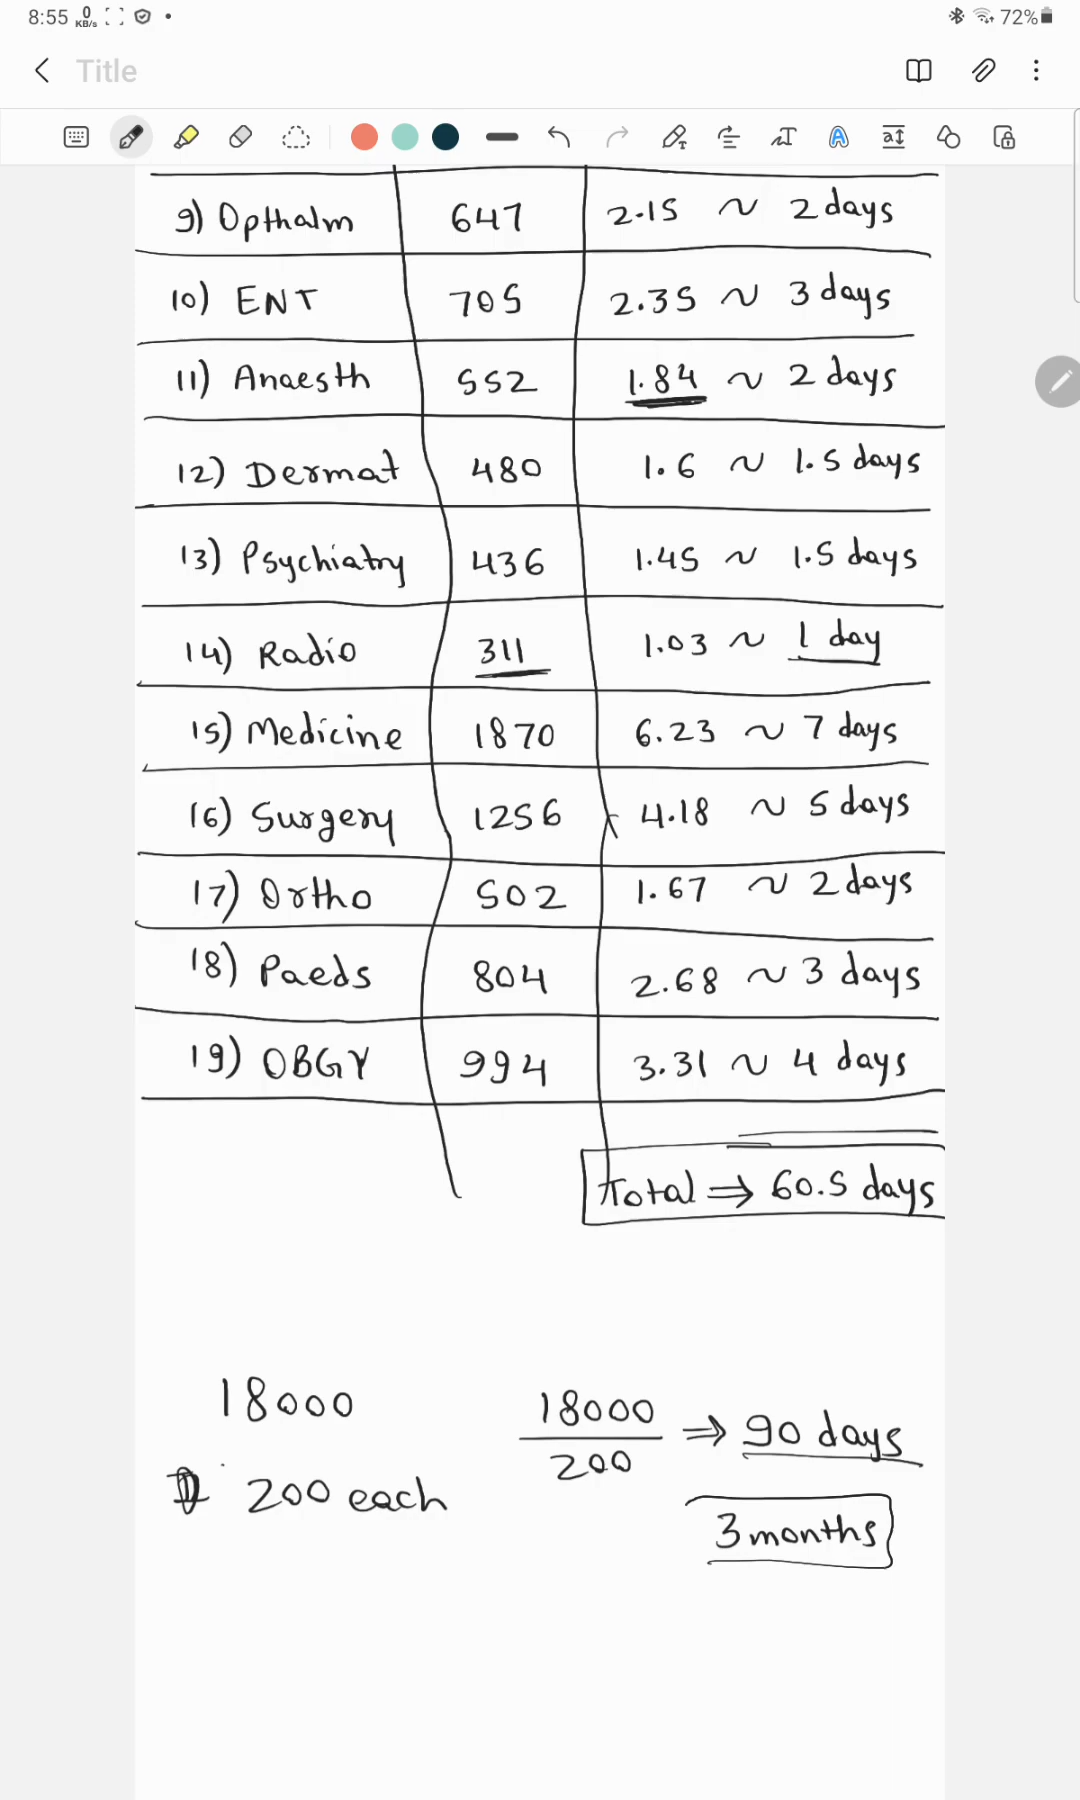 8:55 0 KB/s 72%
Title
9) Opthalm 647 2.15 ~ 2 days
10) ENT 705 2.35 ~ 3 days
11) Anaesth 552 1.84 ~ 2 days
12) Dermat 480 1.6 ~ 1.5 days
13) Psychiatry 436 1.45 ~ 1.5 days
14) Radio 311 1.03 ~ 1 day
15) Medicine 1870 6.23 ~ 7 days
16) Surgery 1256 4.18 ~ 5 days
17) Ortho 502 1.67 ~ 2 days
18) Paeds 804 2.68 ~ 3 days
19) OBGY 994 3.31 ~ 4 days
Total ⇒ 60.5 days
18000
200 each
18000
200
⇒ 90 days
3 months